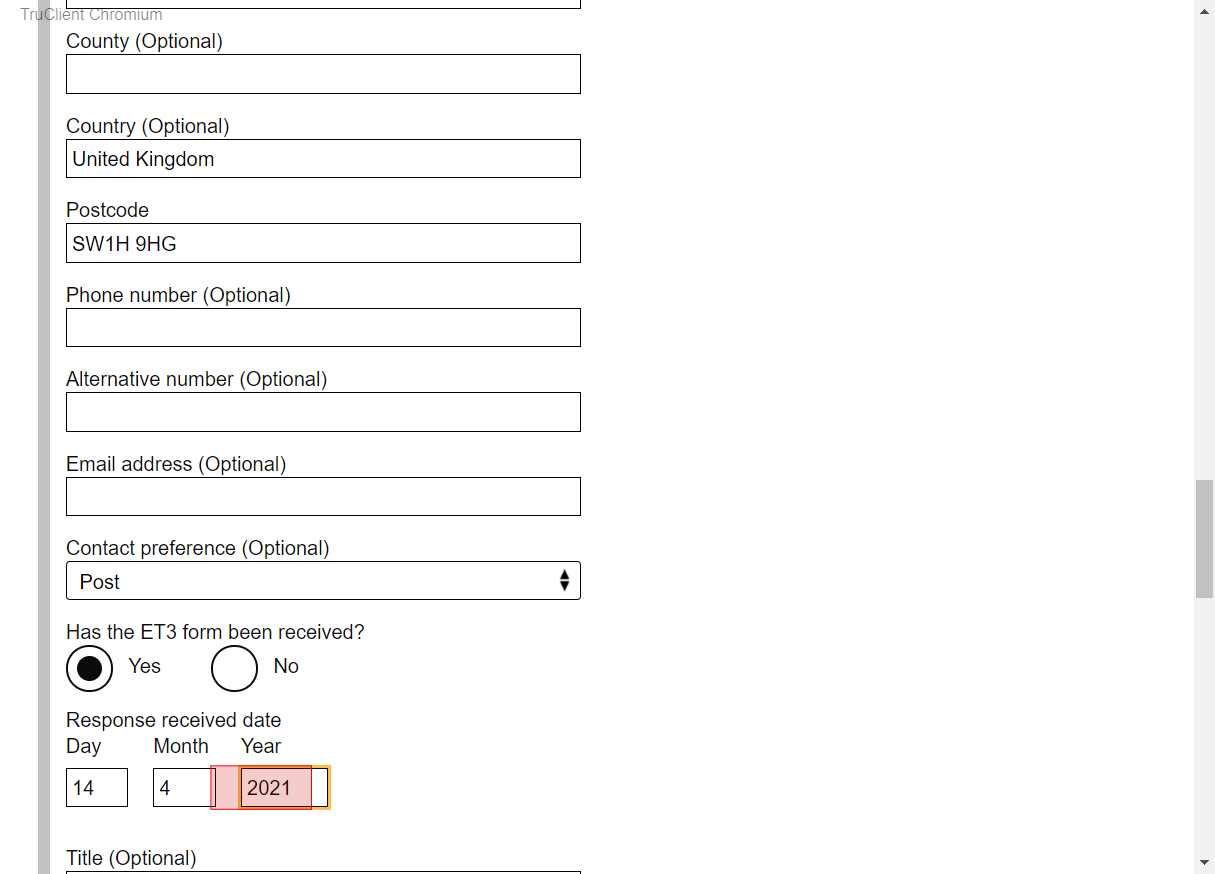 TruClient Chromium
County (Optional)
Country (Optional)
United Kingdom
Postcode
SW1H 9HG
Phone number (Optional)
Alternative number (Optional)
Email address (Optional)
Contact preference (Optional)
Post
Has the ET3 form been received?
Yes No
Response received date
Day Month Year
14 4 2021
Title (Optional)